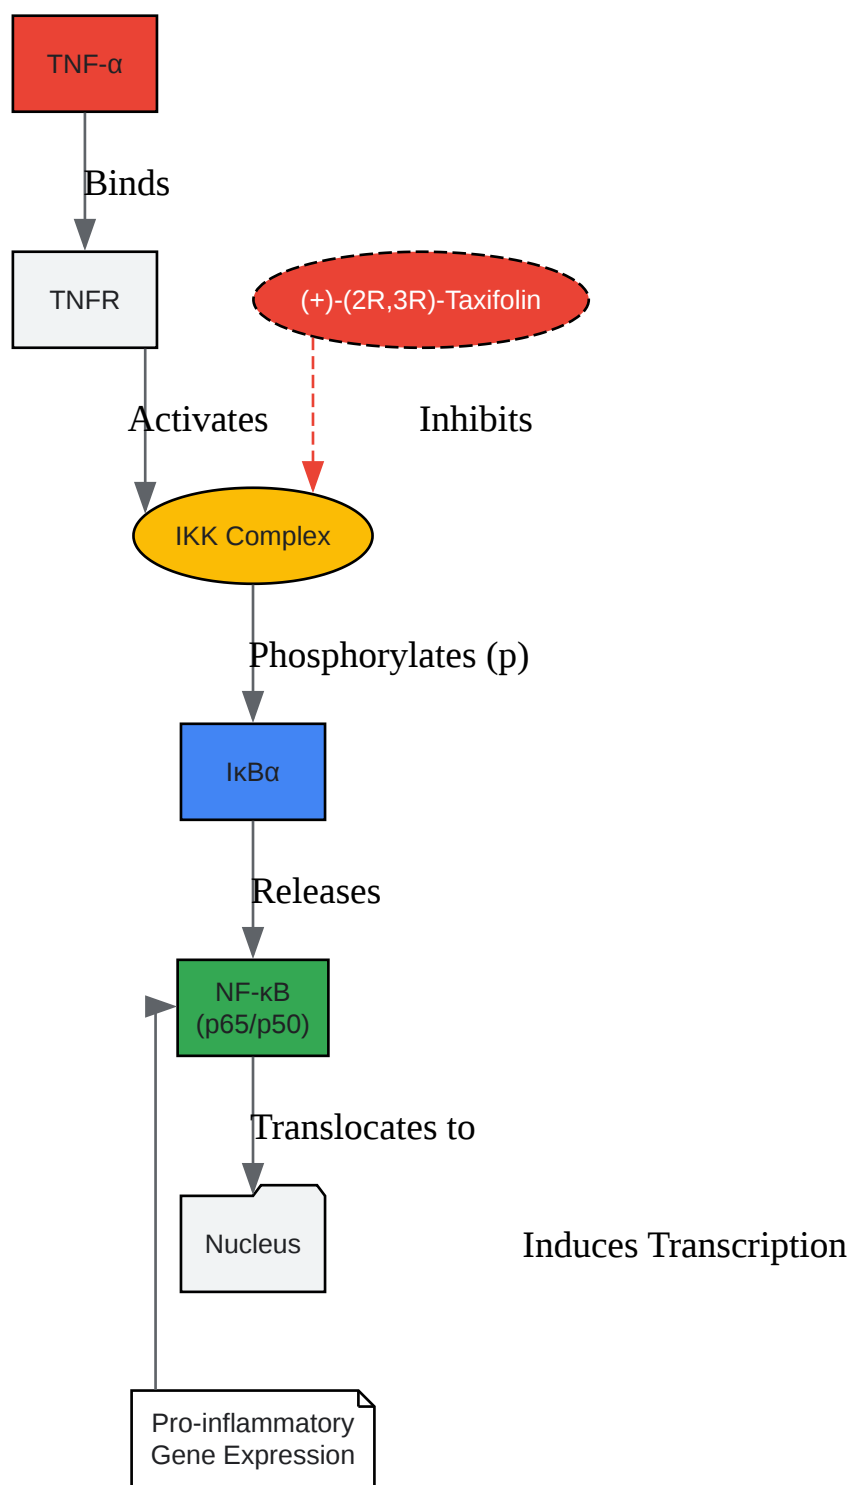 TNF-α
Binds
TNFR
(+)-(2R,3R)-Taxifolin
Activates
Inhibits
IKK Complex
Phosphorylates (p)
IκBα
Releases
NF-κB
(p65/p50)
Translocates to
Nucleus
Induces Transcription
Pro-inflammatory
Gene Expression